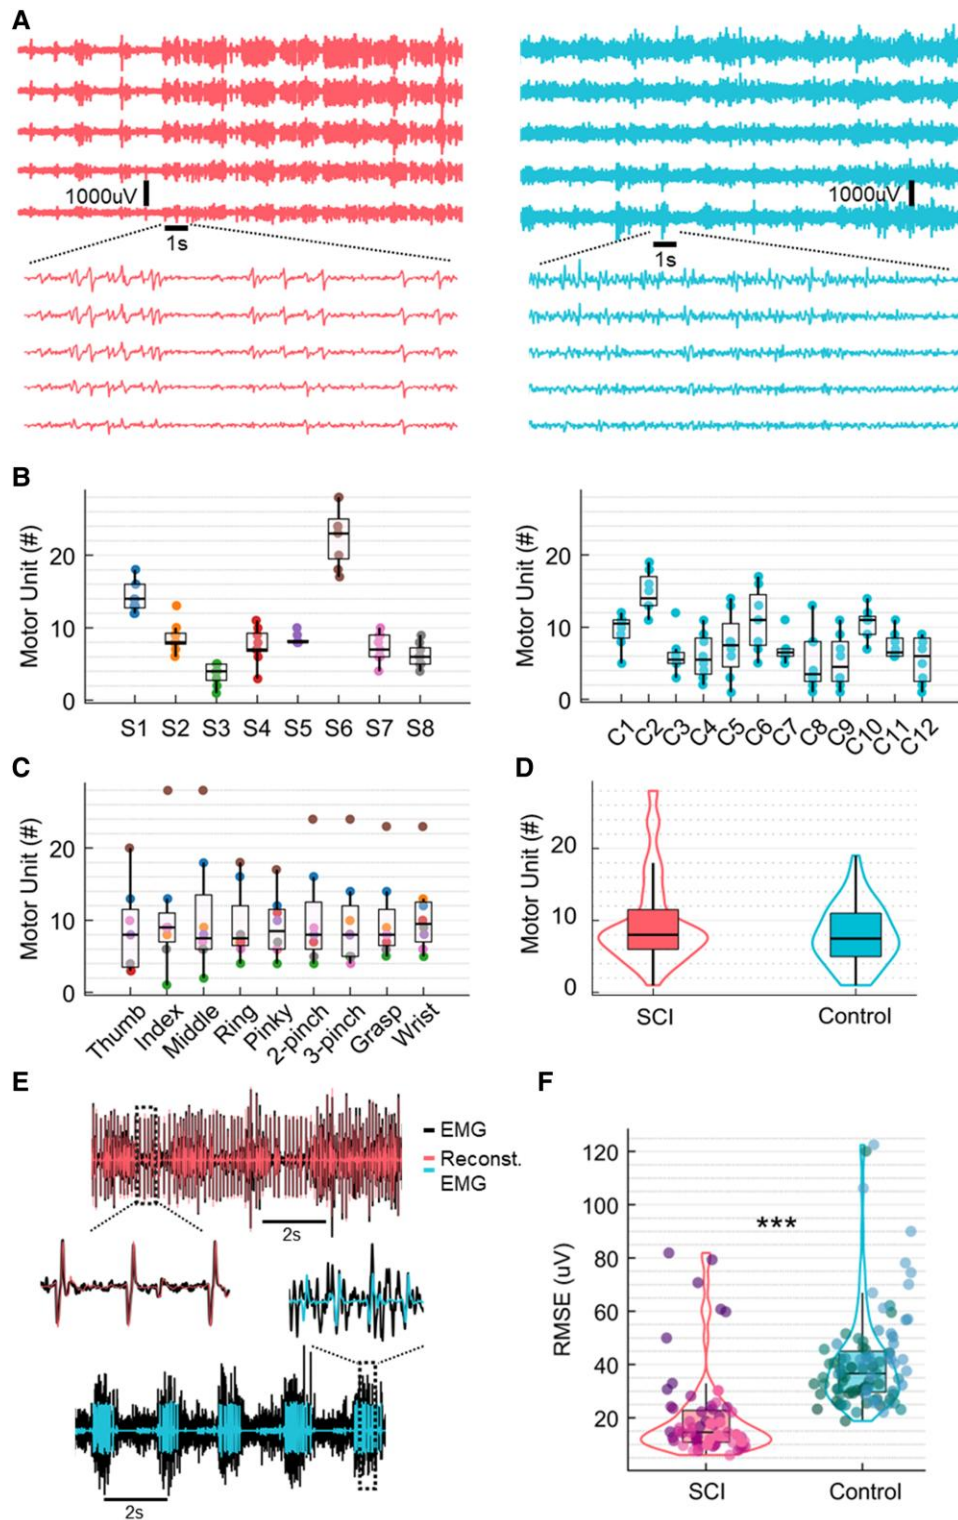 A
1000uV
1s
1000uV
1s
B
Motor Unit (#)
20
10
0
S1 S2 S3 S4 S5 S6 S7 S8
Motor Unit (#)
20
10
0
C1 C2 C3 C4 C5 C6 C7 C8 C9 C10 C11 C12
C
Motor Unit (#)
20
10
0
Thumb Index Middle Ring Pinky 2-pinch 3-pinch Grasp Wrist
D
Motor Unit (#)
20
10
0
SCI Control
E
EMG
Reconst.
EMG
2s
2s
F
RMSE (uV)
120
100
80
60
40
20
***
SCI Control